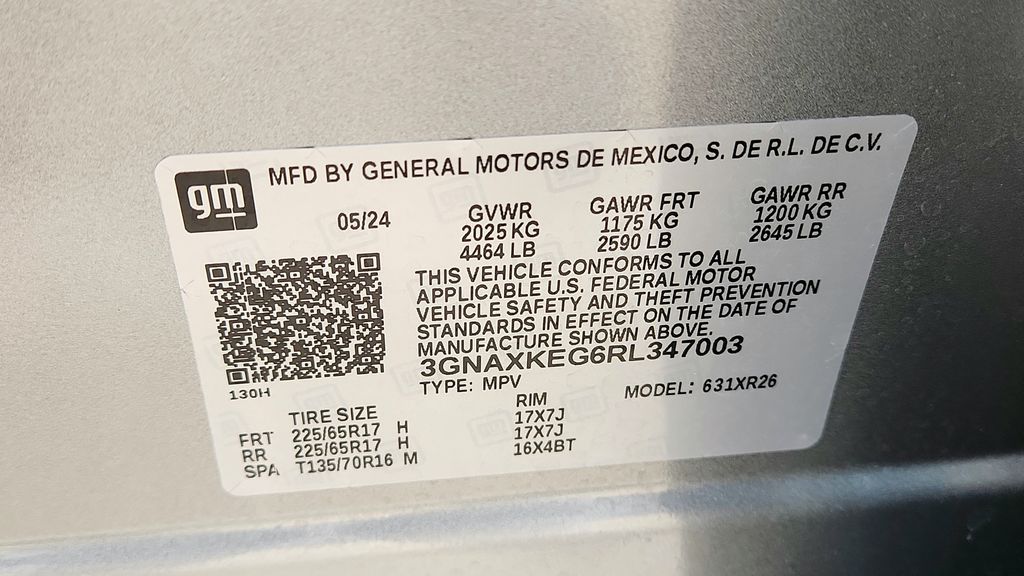 gm
MFD BY GENERAL MOTORS DE MEXICO, S. DE R.L. DE C.V.
05/24
GVWR
2025 KG
4464 LB
GAWR FRT
1175 KG
2590 LB
GAWR RR
1200 KG
2645 LB
THIS VEHICLE CONFORMS TO ALL
APPLICABLE U.S. FEDERAL MOTOR
VEHICLE SAFETY AND THEFT PREVENTION
STANDARDS IN EFFECT ON THE DATE OF
MANUFACTURE SHOWN ABOVE.
3GNAXKEG6RL347003
TYPE: MPV
MODEL: 631XR26
130H
TIRE SIZE RIM
FRT 225/65R17 H 17X7J
RR 225/65R17 H 17X7J
SPA T135/70R16 M 16X4BT